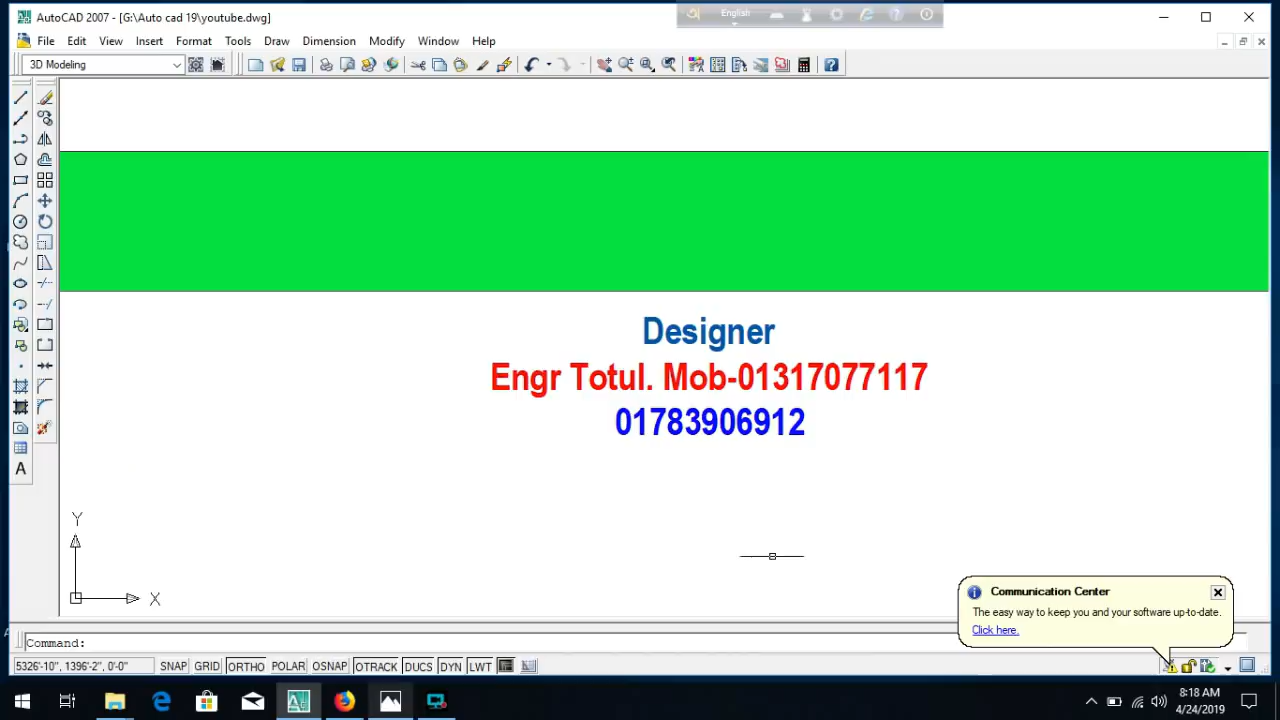 AutoCAD 2007 - [G:\Auto cad 19\youtube.dwg]
English
File Edit View Insert Format Tools Draw Dimension Modify Window Help
3D Modeling
Designer
Engr Totul. Mob-01317077117
01783906912
Y
X
Communication Center
The easy way to keep you and your software up-to-date.
Click here.
Command:
5326'-10", 1396'-2", 0'-0" SNAP GRID ORTHO POLAR OSNAP OTRACK DUCS DYN LWT
8:18 AM
4/24/2019